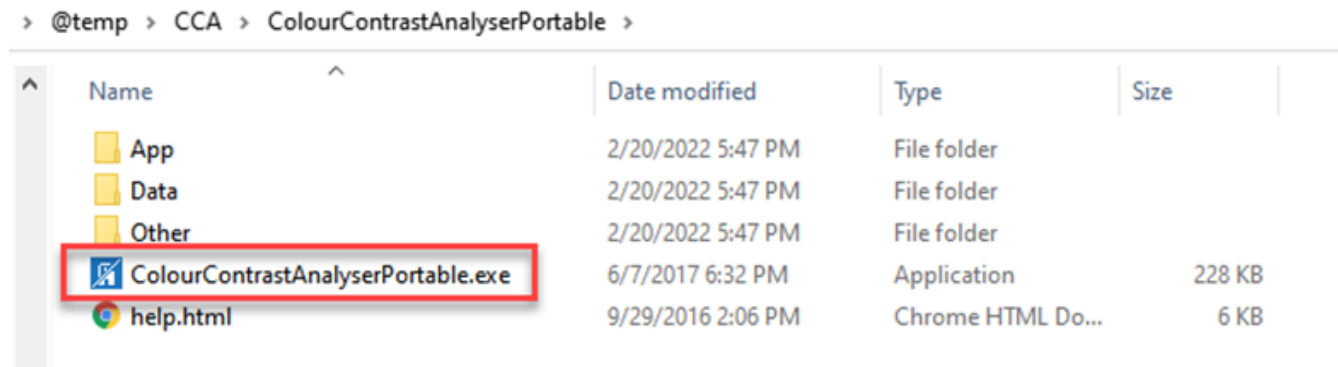 > @temp > CCA > ColourContrastAnalyserPortable >
Name Date modified Type Size
App 2/20/2022 5:47 PM File folder
Data 2/20/2022 5:47 PM File folder
Other 2/20/2022 5:47 PM File folder
ColourContrastAnalyserPortable.exe 6/7/2017 6:32 PM Application 228 KB
help.html 9/29/2016 2:06 PM Chrome HTML Do... 6 KB